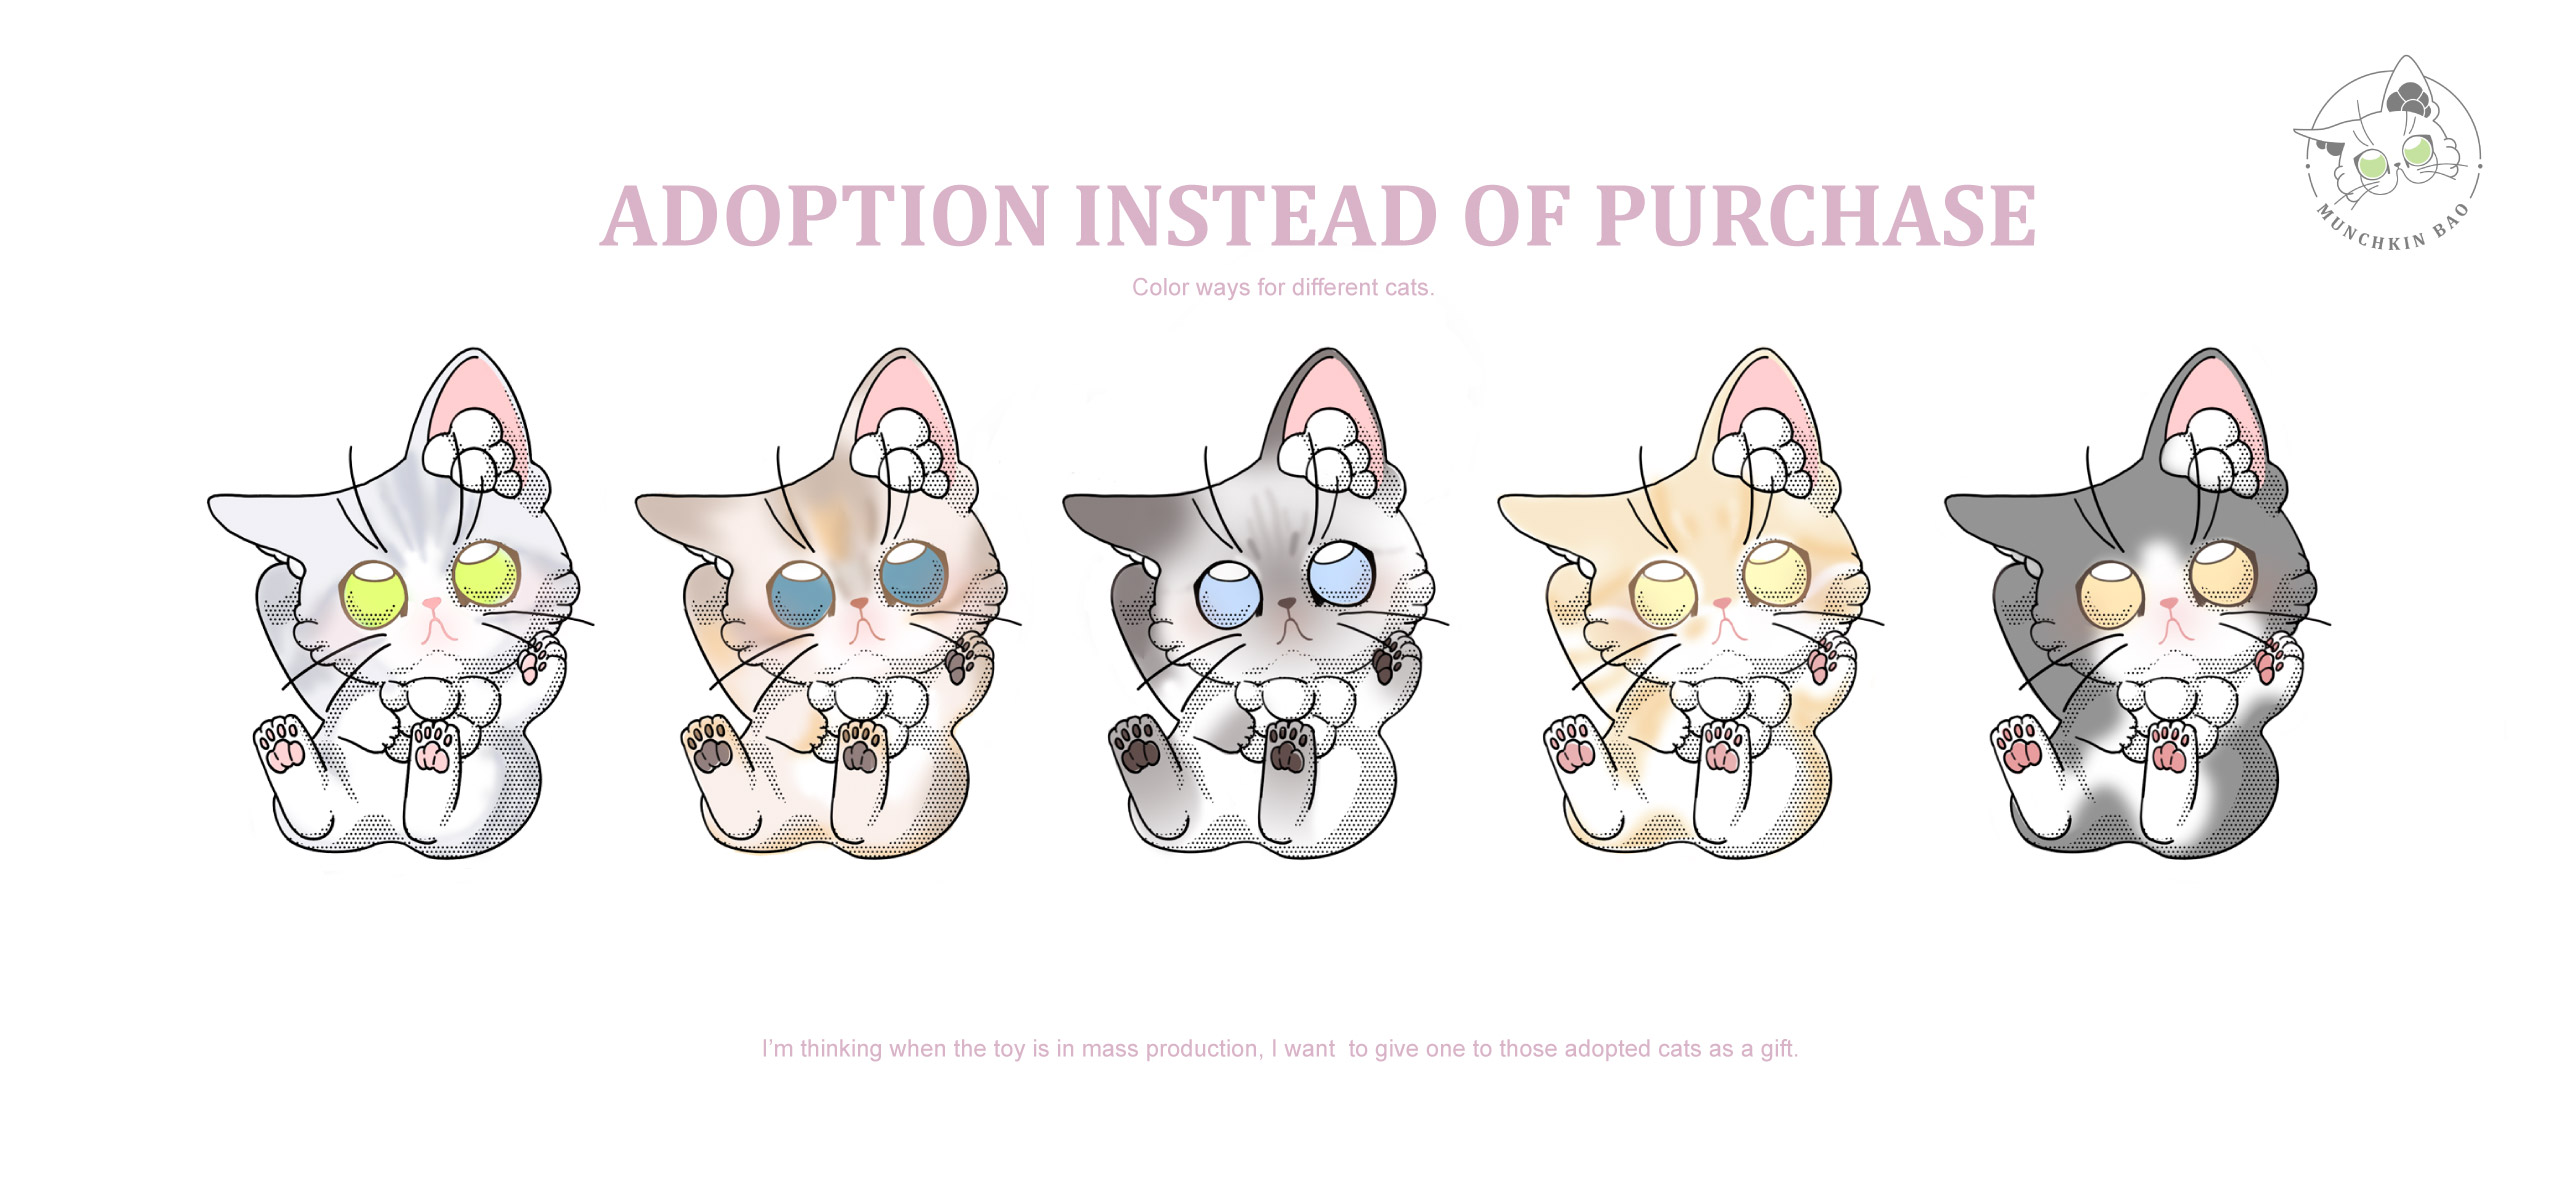 ADOPTION INSTEAD OF PURCHASE
Color ways for different cats.
MUNCHKIN BAO
I'm thinking when the toy is in mass production, I want  to give one to those adopted cats as a gift.